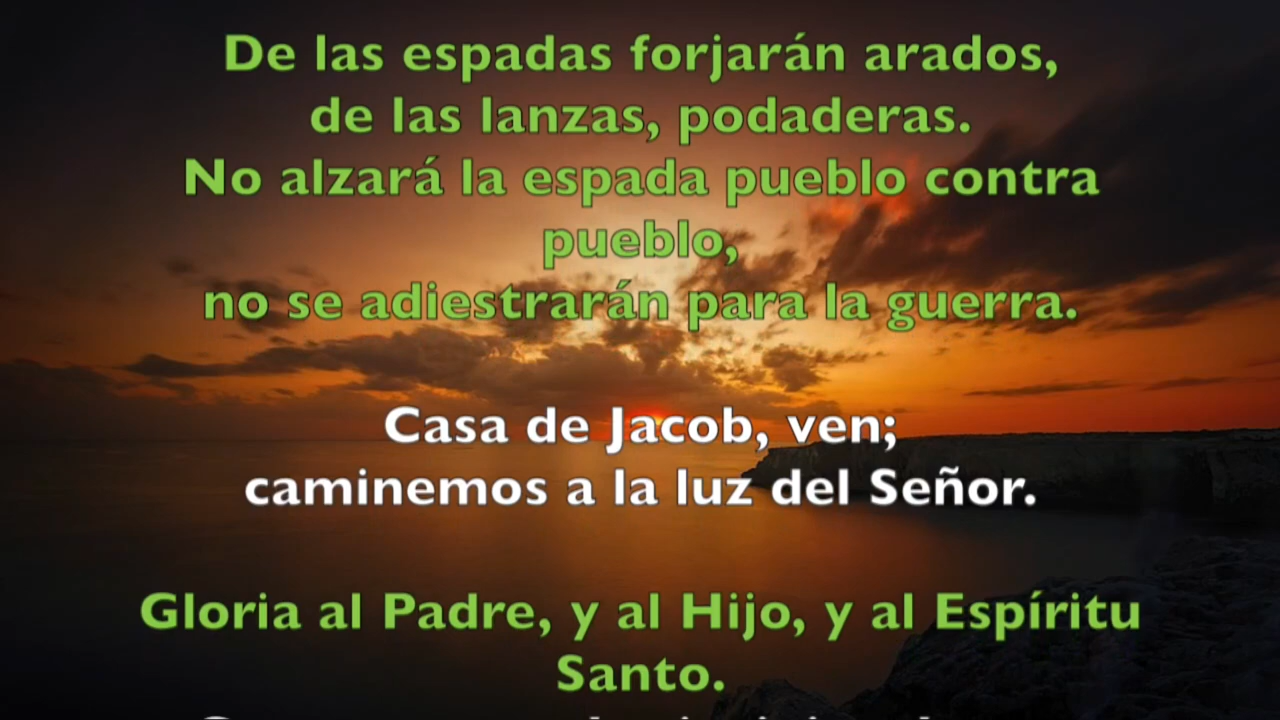 De las espadas forjarán arados,
de las lanzas, podaderas.
No alzará la espada pueblo contra
pueblo,
no se adiestrarán para la guerra.
Casa de Jacob, ven;
caminemos a la luz del Señor.
Gloria al Padre, y al Hijo, y al Espíritu
Santo.